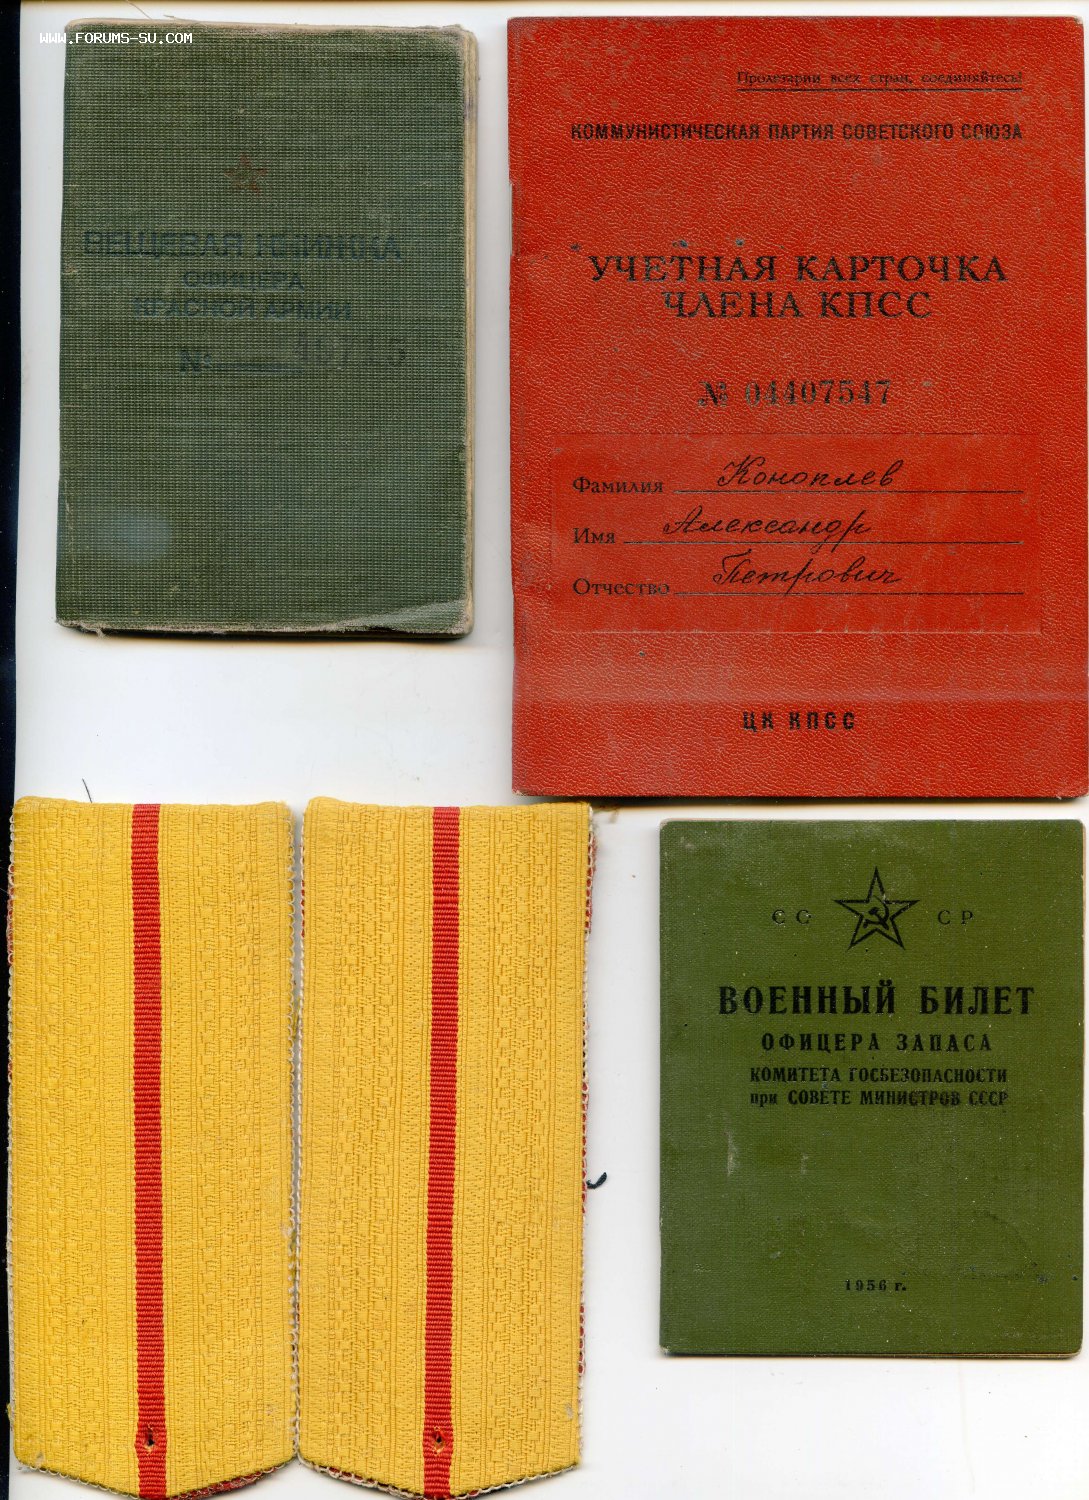 WWW.FORUMS-SU.COM
ВЕЩЕВАЯ КНИЖКА
ОФИЦЕРА
КРАСНОЙ АРМИИ
№ 49715
Пролетарии всех стран, соединяйтесь!
КОММУНИСТИЧЕСКАЯ ПАРТИЯ СОВЕТСКОГО СОЮЗА
УЧЕТНАЯ КАРТОЧКА
ЧЛЕНА КПСС
№ 04407547
Фамилия Коноплев
Имя Александр
Отчество Петрович
ЦК КПСС
СС СР
ВОЕННЫЙ БИЛЕТ
ОФИЦЕРА ЗАПАСА
КОМИТЕТА ГОСБЕЗОПАСНОСТИ
при СОВЕТЕ МИНИСТРОВ СССР
1956 г.